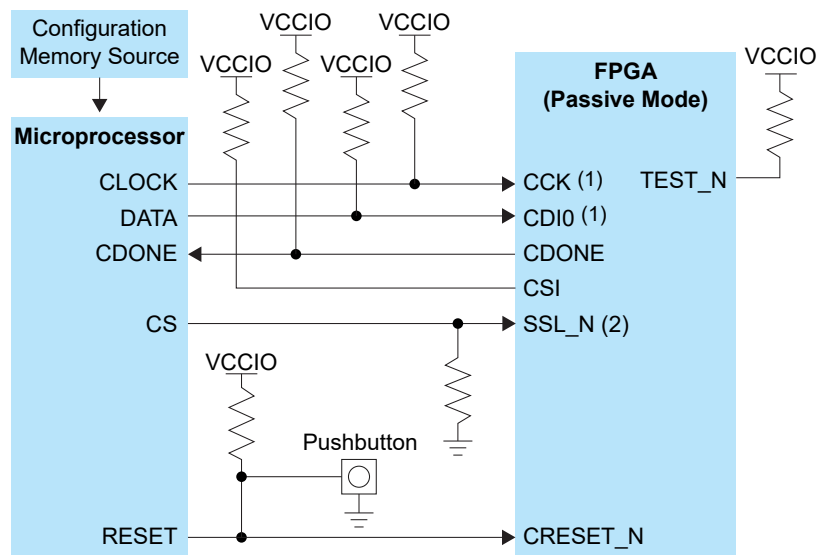 Configuration
Memory Source
VCCIO
VCCIO
VCCIO
VCCIO
FPGA
(Passive Mode)
VCCIO
Microprocessor
CLOCK
CCK (1)
TEST_N
DATA
CDI0 (1)
CDONE
CDONE
CSI
CS
SSL_N (2)
VCCIO
Pushbutton
RESET
CRESET_N